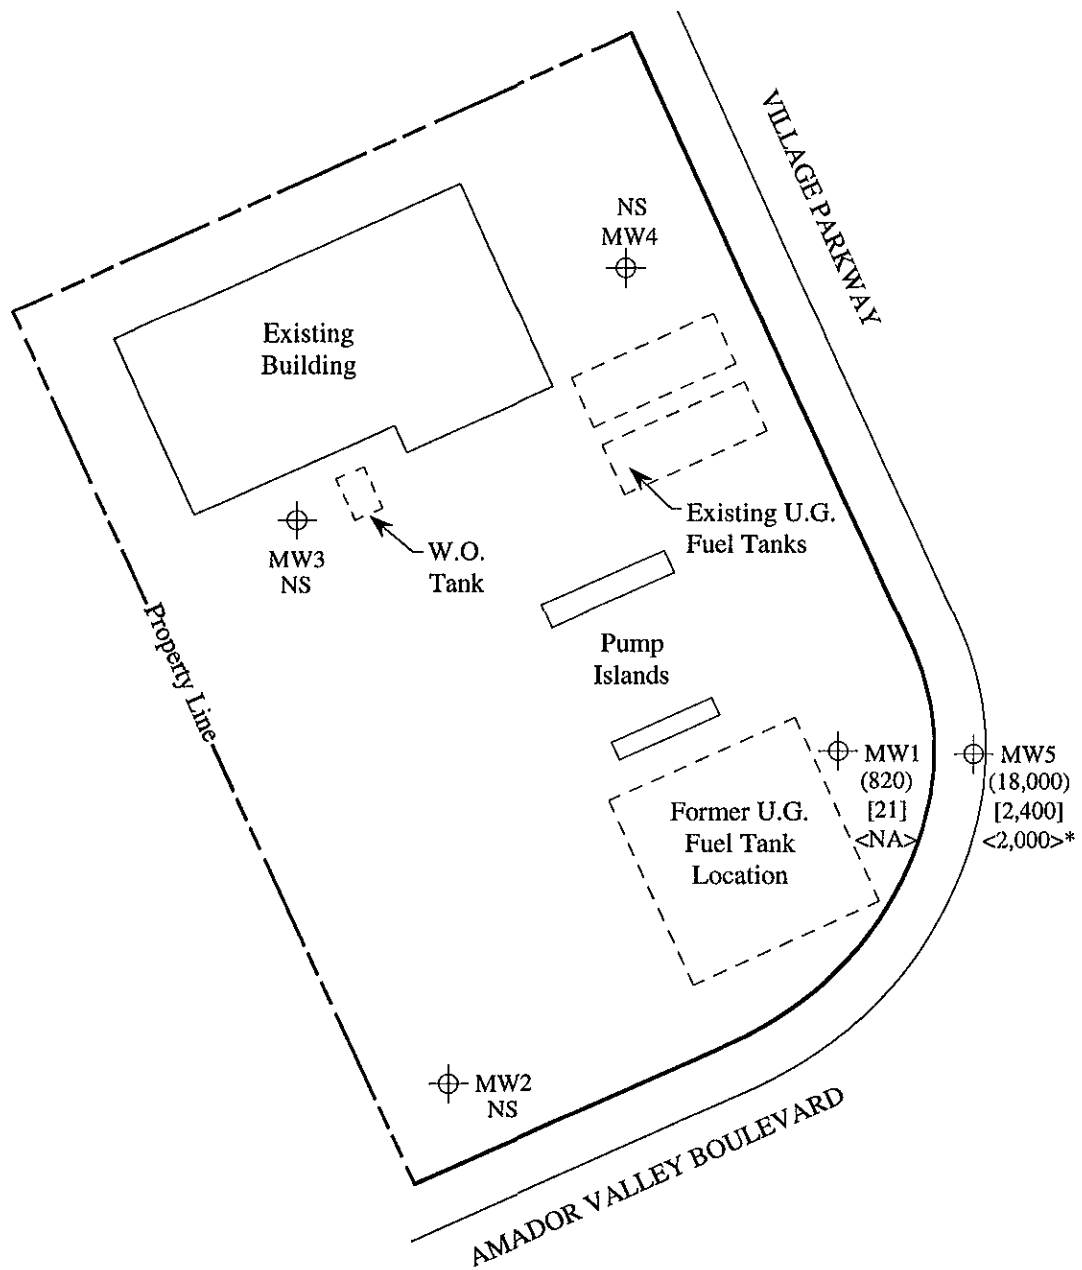 VILLAGE PARKWAY
NS
MW4
Existing
Building
MW3
NS
W.O.
Tank
Existing U.G.
Fuel Tanks
Property Line
Pump
Islands
MW1
(820)
[21]
<NA>
MW5
(18,000)
[2,400]
<2,000>*
Former U.G.
Fuel Tank
Location
MW2
NS
AMADOR VALLEY BOULEVARD